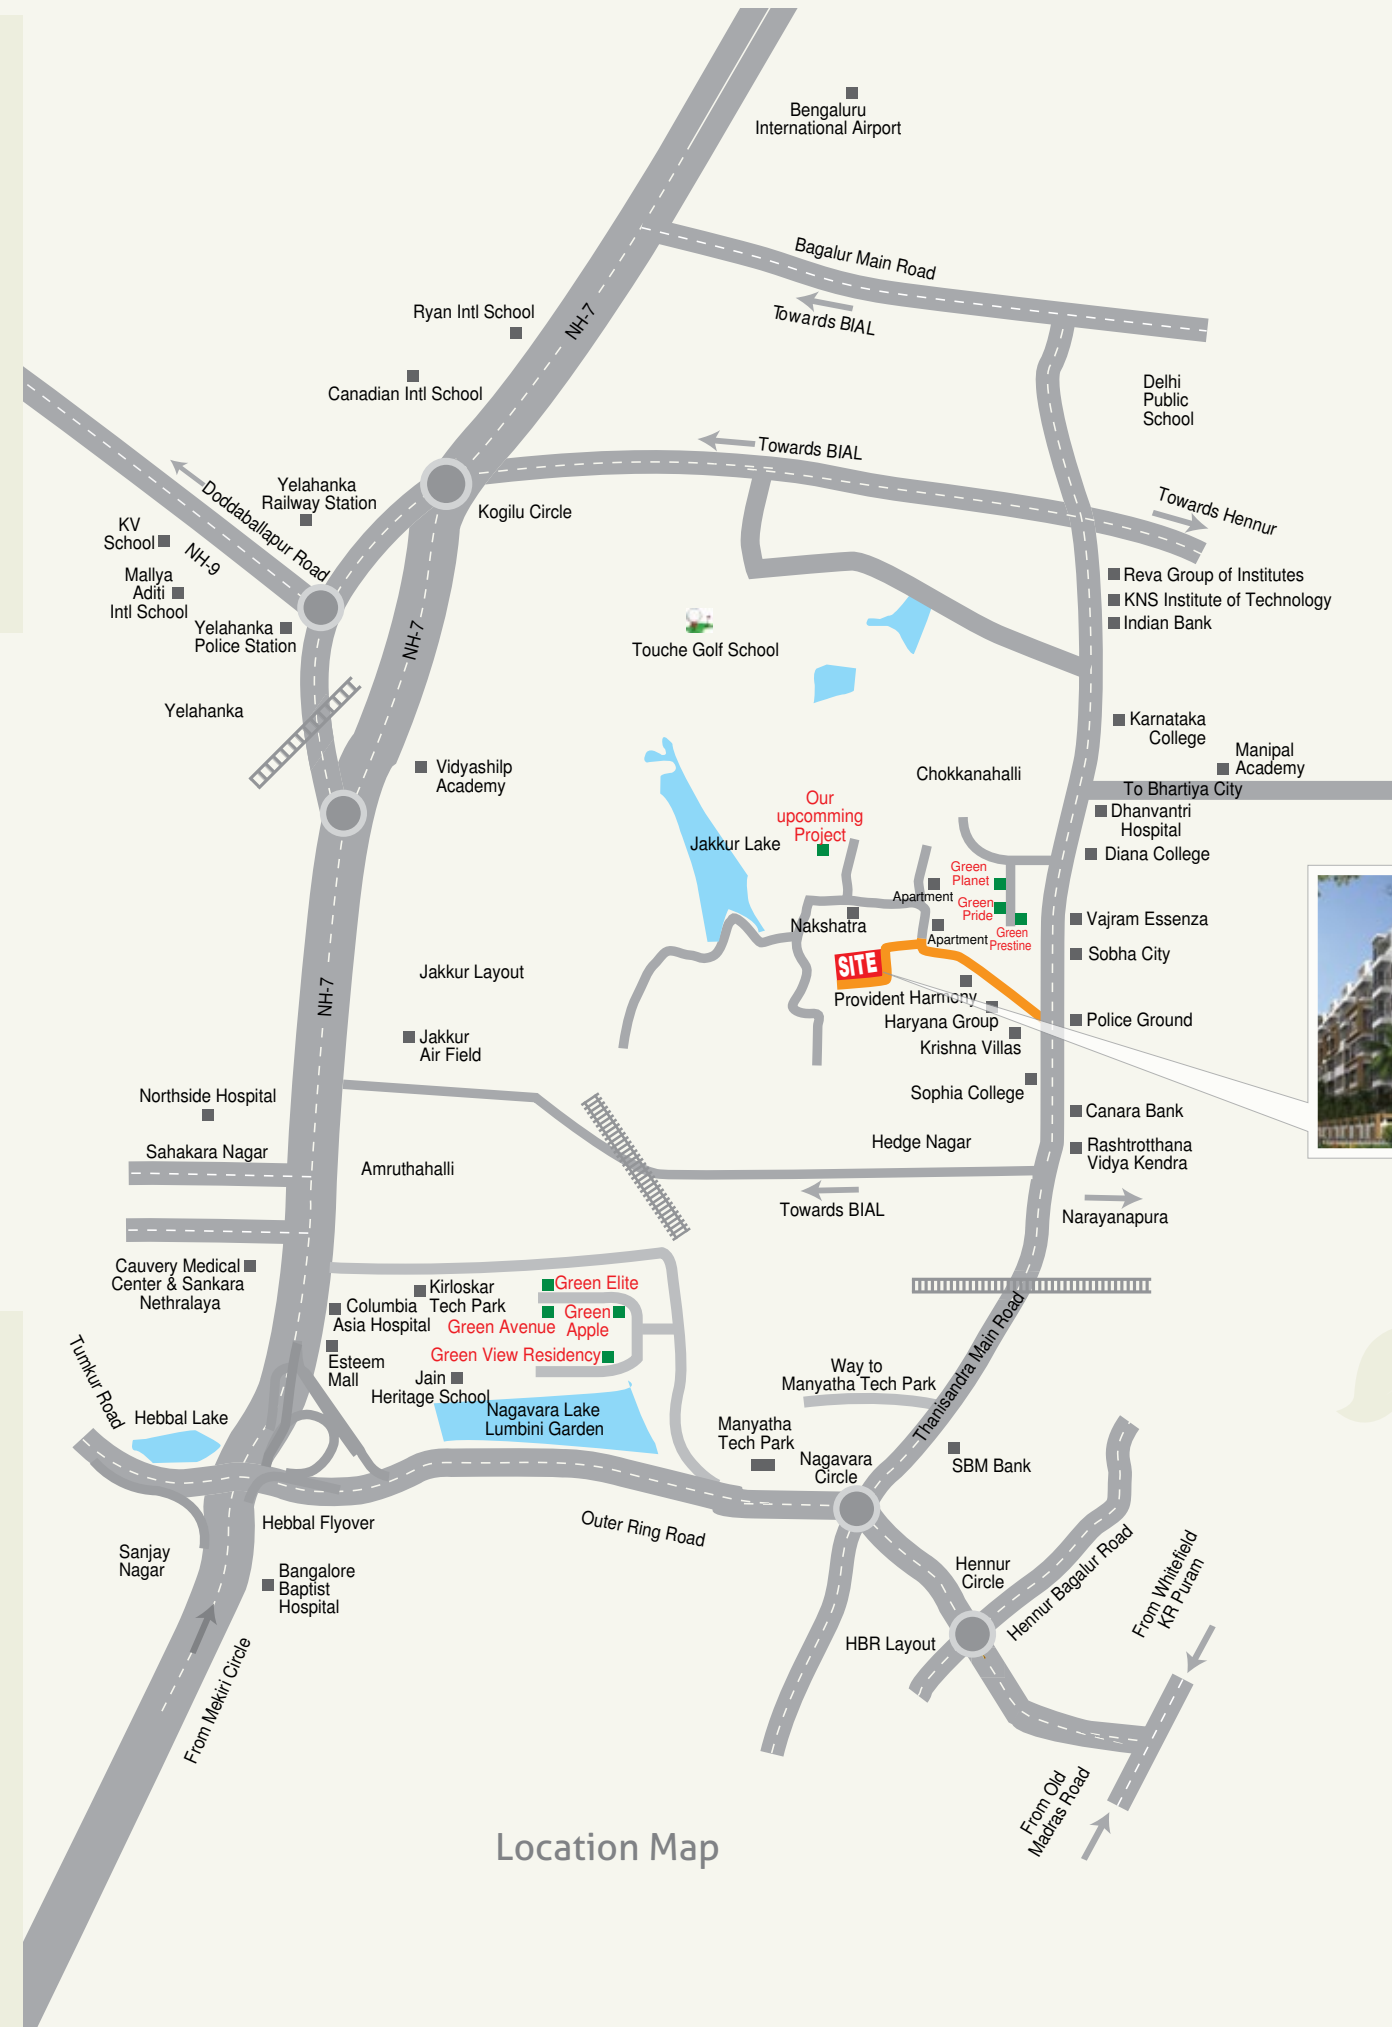 Bengaluru
International Airport
Bagalur Main Road
Towards BIAL
NH-7
Ryan Intl School
Canadian Intl School
Delhi
Public
School
Towards BIAL
Towards Hennur
Kogilu Circle
Yelahanka
Railway Station
Doddaballapur Road
KV
School
NH-9
Mallya
Aditi
Intl School
Yelahanka
Police Station
NH-7
Yelahanka
Reva Group of Institutes
KNS Institute of Technology
Indian Bank
Touche Golf School
Karnataka
College
Manipal
Academy
To Bhartiya City
Vidyashilp
Academy
Chokkanahalli
Our
upcomming
Project
Jakkur Lake
Dhanvantri
Hospital
Diana College
Green
Planet
Apartment
Green
Pride
Green
Prestine
Apartment
Nakshatra
Vajram Essenza
Sobha City
SITE
Provident Harmony
Haryana Group
Krishna Villas
Police Ground
Jakkur Layout
NH-7
Jakkur
Air Field
Sophia College
Canara Bank
Northside Hospital
Hedge Nagar
Rashtrotthana
Vidya Kendra
Sahakara Nagar
Amruthahalli
Towards BIAL
Narayanapura
Cauvery Medical
Center & Sankara
Nethralaya
Kirloskar
Tech Park
Columbia
Asia Hospital
Green Elite
Green Avenue
Green
Apple
Green View Residency
Esteem
Mall
Jain
Heritage School
Nagavara Lake
Lumbini Garden
Way to
Manyatha Tech Park
Thanisandra Main Road
Tumkur Road
Hebbal Lake
Manyatha
Tech Park
Nagavara
Circle
SBM Bank
Hebbal Flyover
Outer Ring Road
Sanjay
Nagar
Bangalore
Baptist
Hospital
Hennur
Circle
Hennur Bagalur Road
From Whitefield
KR Puram
HBR Layout
From Mekiri Circle
From Old
Madras Road
Location Map